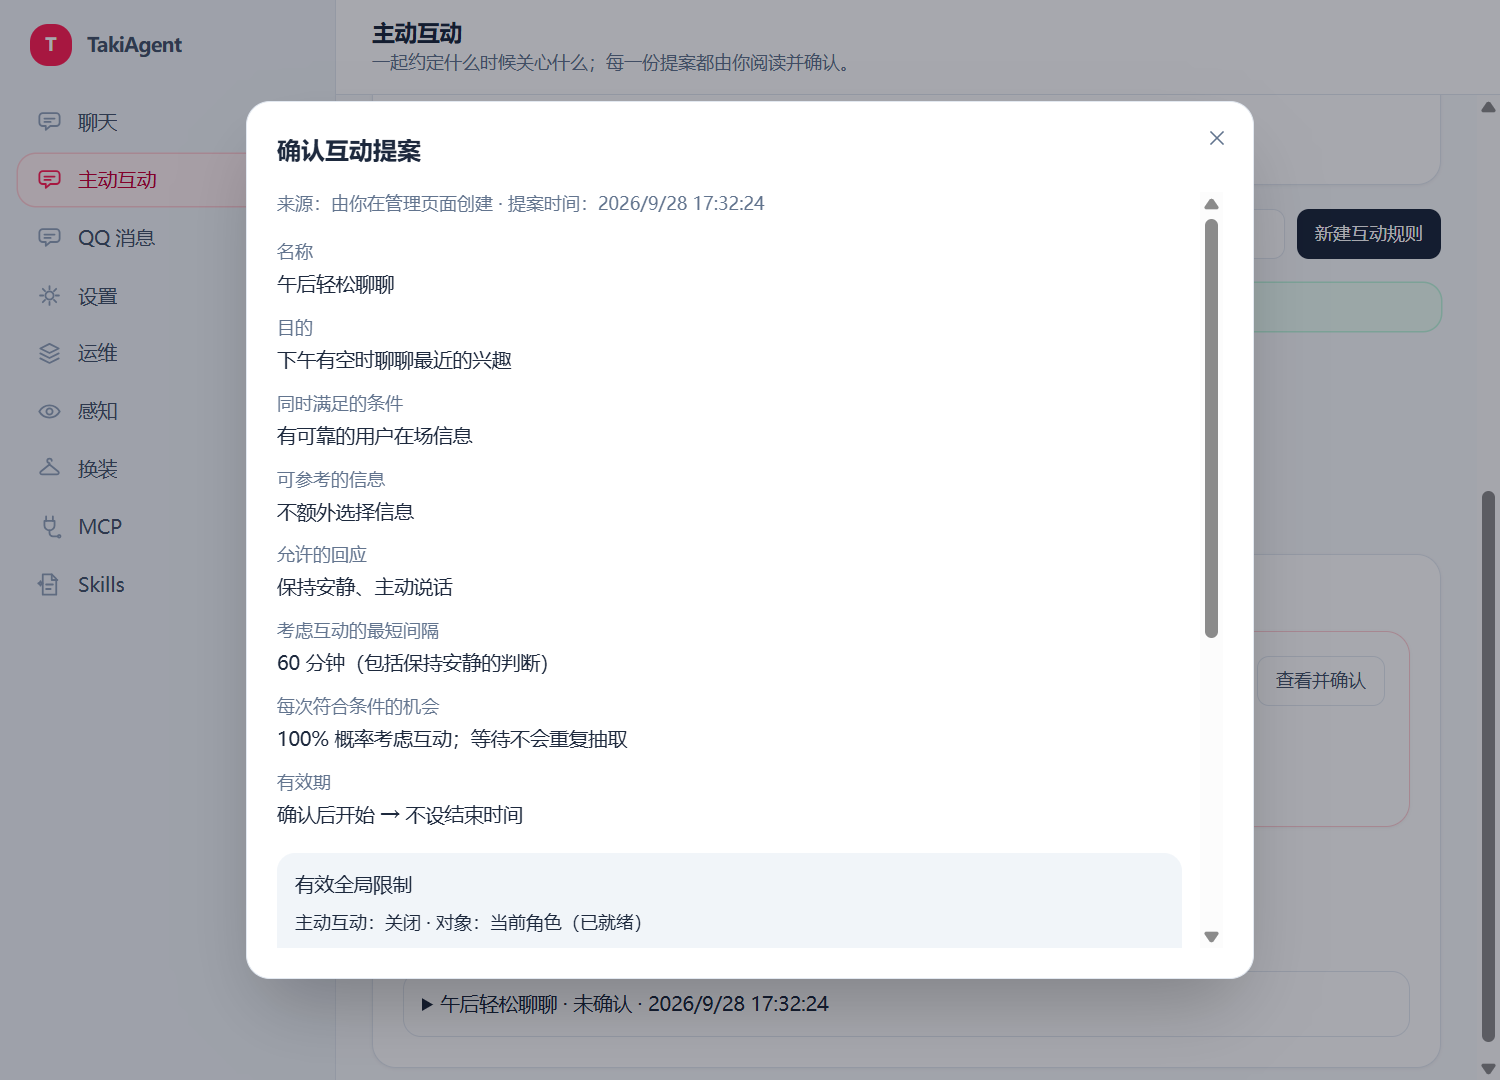 T
TakiAgent
聊天
主动互动
QQ 消息
设置
运维
感知
换装
MCP
Skills
主动互动
一起约定什么时候关心什么；每一份提案都由你阅读并确认。
新建互动规则
查看并确认
确认互动提案
来源：由你在管理页面创建 · 提案时间：2026/9/28 17:32:24
名称
午后轻松聊聊
目的
下午有空时聊聊最近的兴趣
同时满足的条件
有可靠的用户在场信息
可参考的信息
不额外选择信息
允许的回应
保持安静、主动说话
考虑互动的最短间隔
60 分钟（包括保持安静的判断）
每次符合条件的机会
100% 概率考虑互动；等待不会重复抽取
有效期
确认后开始 → 不设结束时间
有效全局限制
主动互动：关闭 · 对象：当前角色（已就绪）
午后轻松聊聊 · 未确认 · 2026/9/28 17:32:24